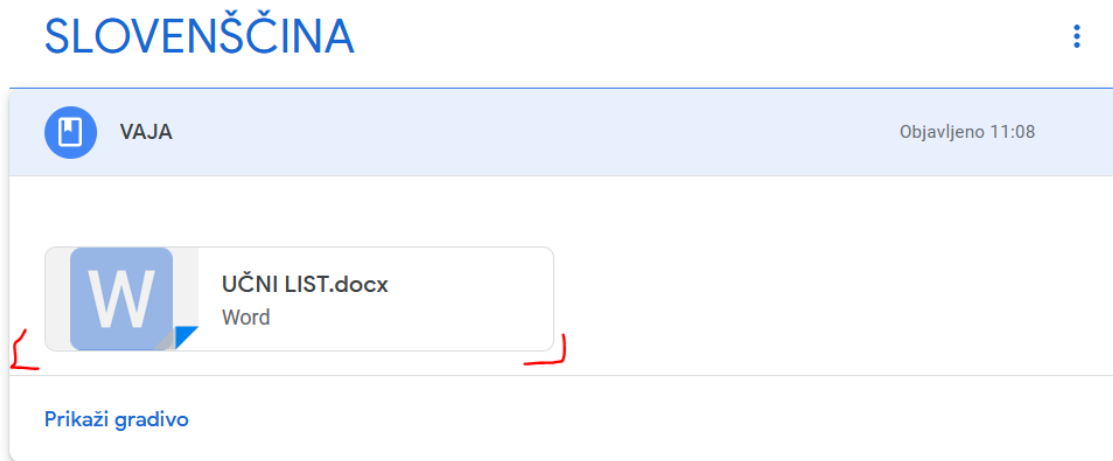 SLOVENŠČINA
VAJA
Objavljeno 11:08
W
UČNI LIST.docx
Word
Prikaži gradivo